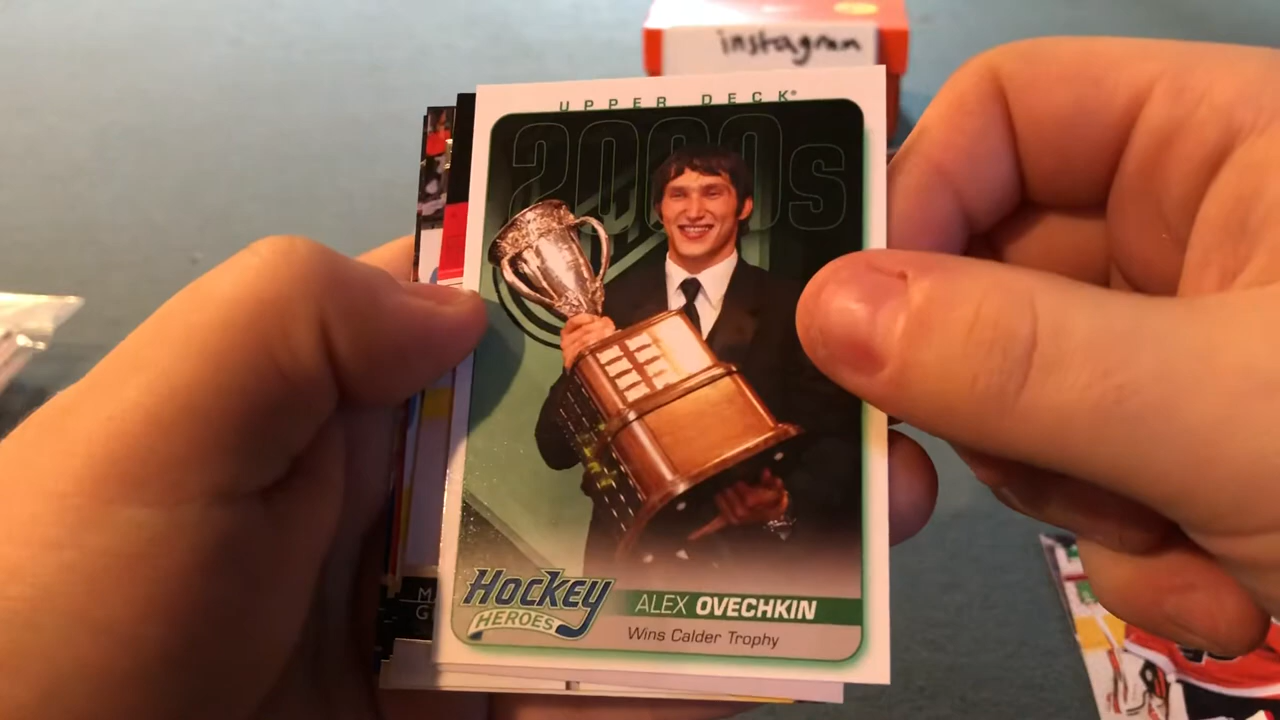 instagram
UPPER DECK
2000s
Hockey
HEROES
ALEX OVECHKIN
Wins Calder Trophy